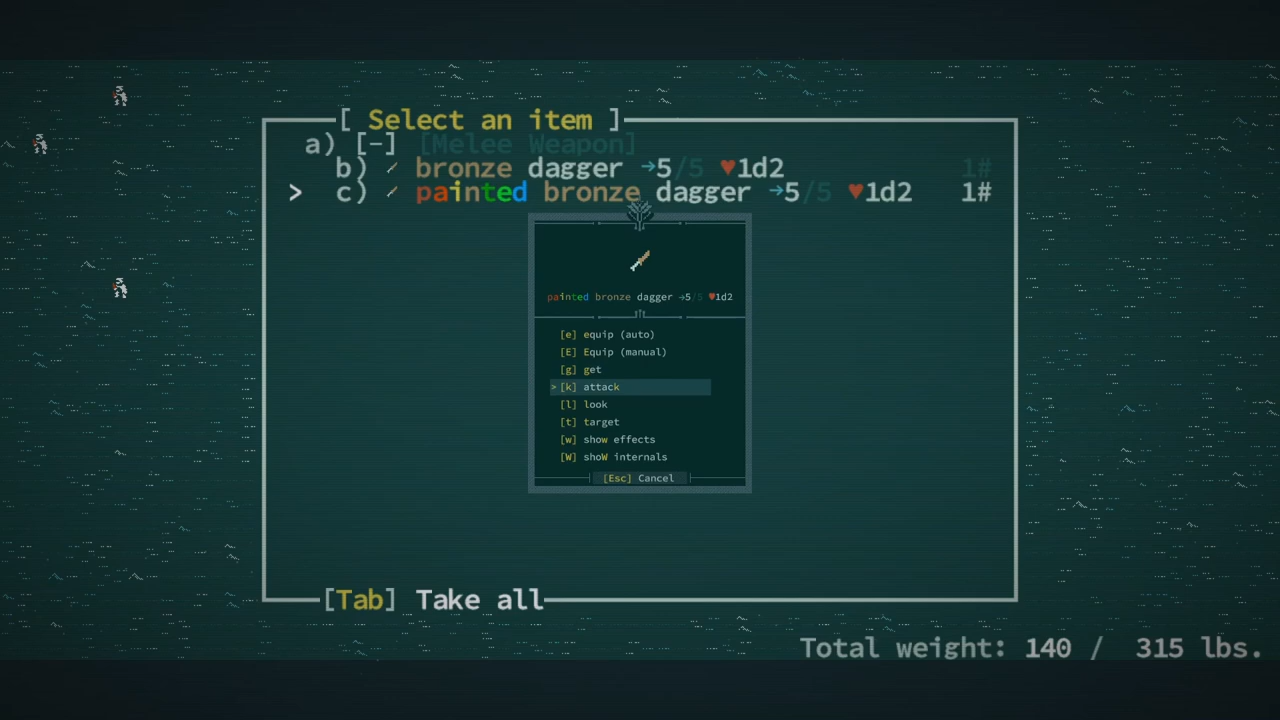 [ Select an item ]
a) [-] [Melee Weapon]
b) bronze dagger →5/5 ♥1d2 1#
> c) painted bronze dagger →5/5 ♥1d2 1#
painted bronze dagger →5/5 ♥1d2
[e] equip (auto)
[E] Equip (manual)
[g] get
> [k] attack
[l] look
[t] target
[w] show effects
[W] shoW internals
[Esc] Cancel
[Tab] Take all
Total weight: 140 / 315 lbs.